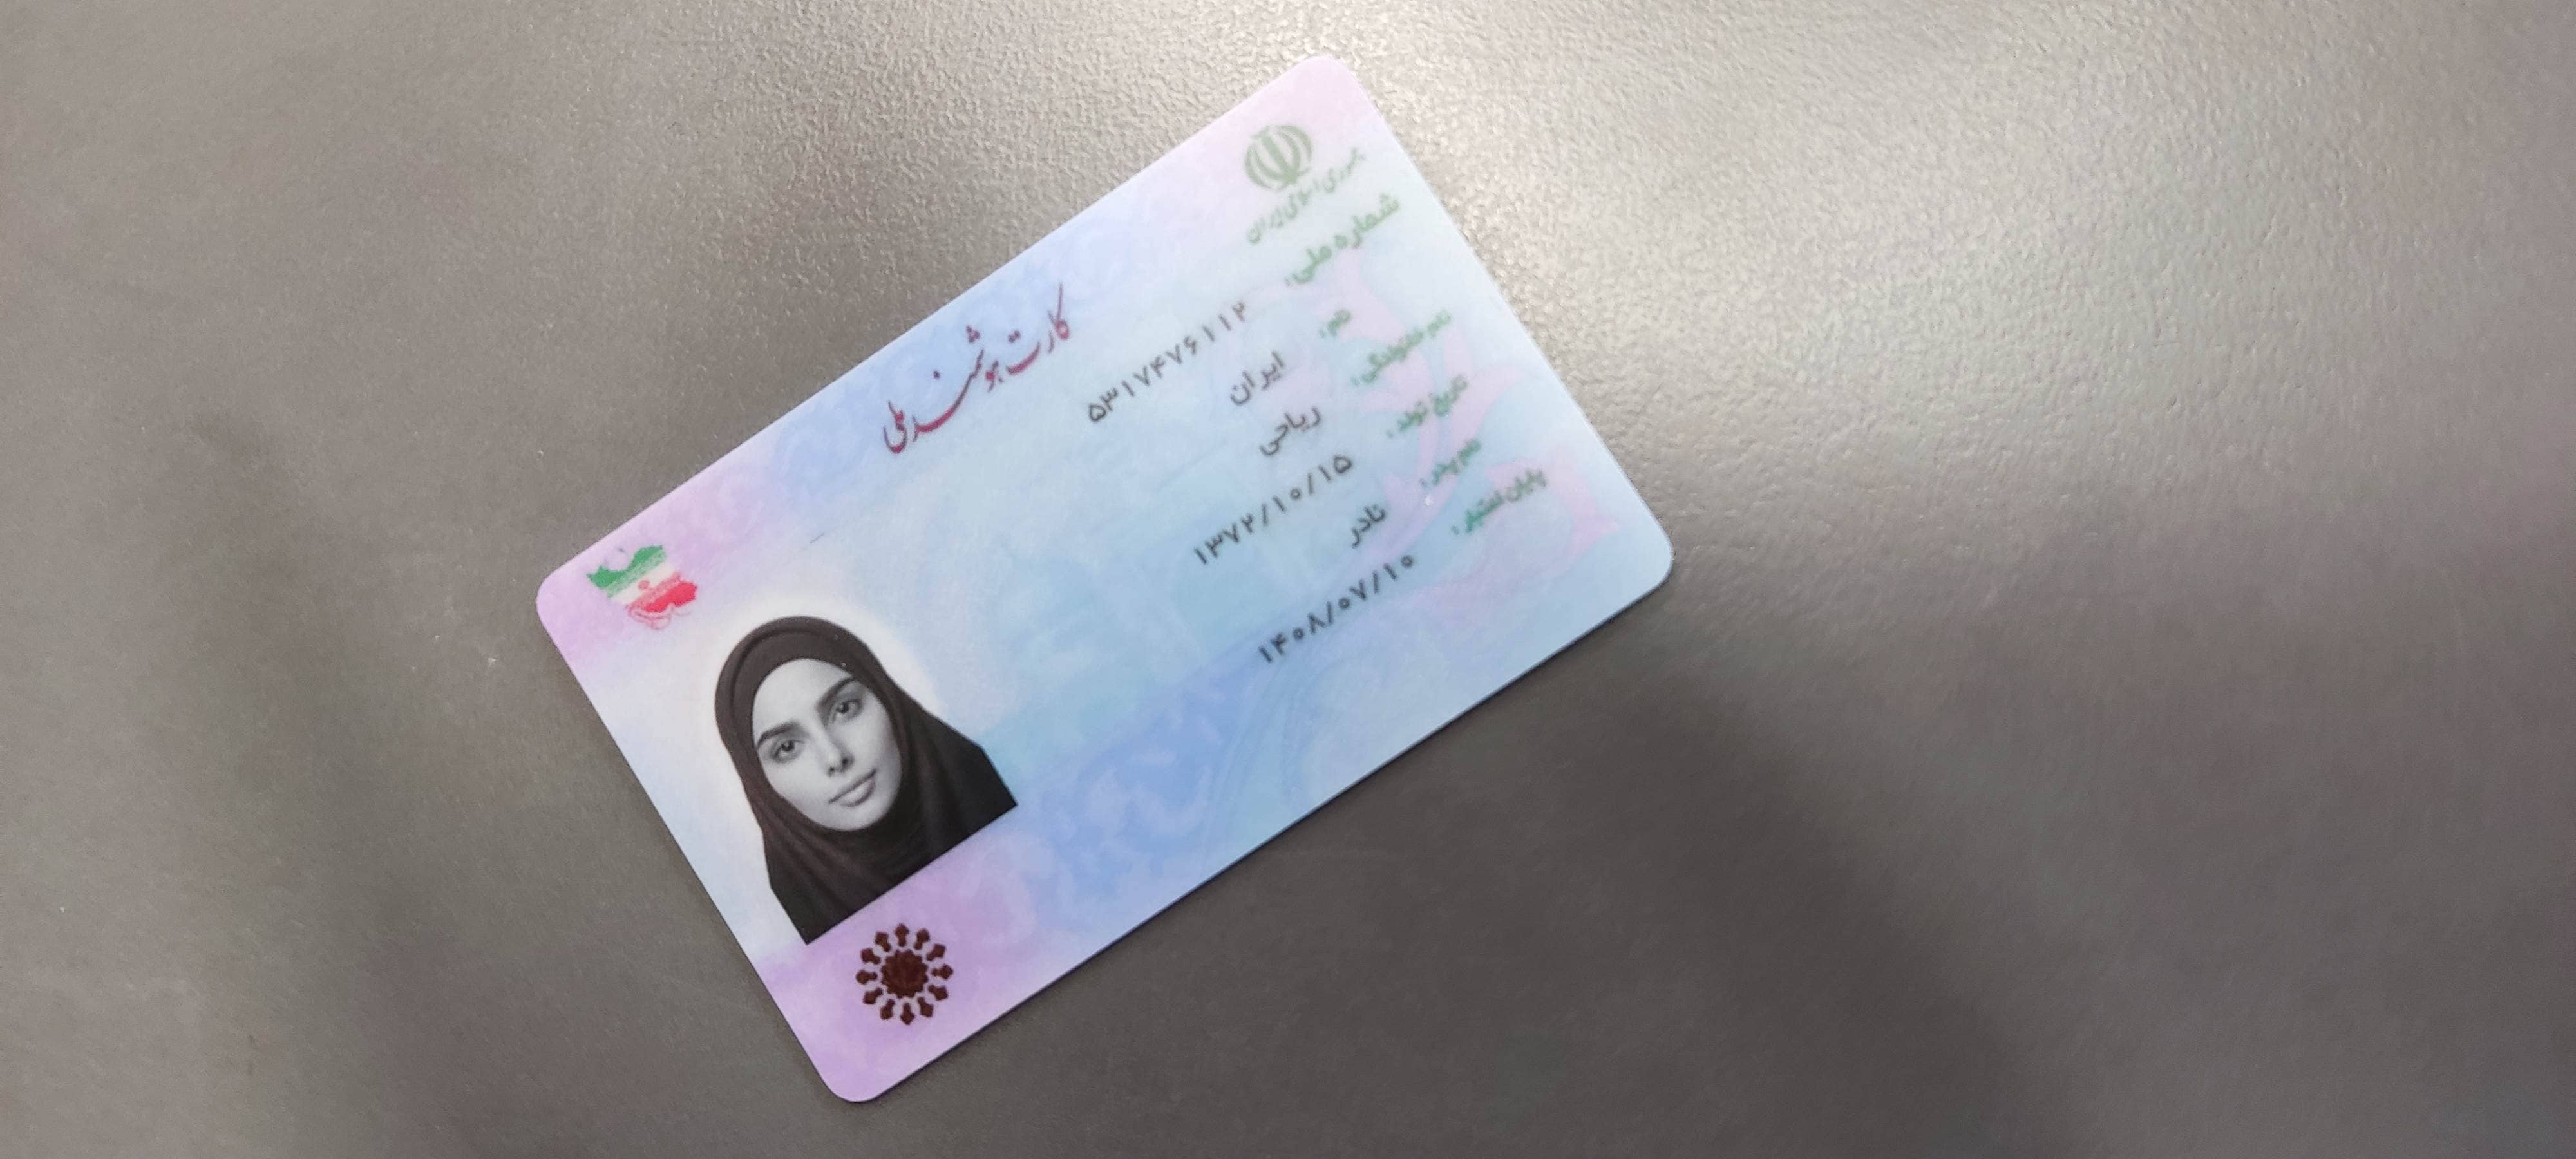 جمهوری اسلامی ایران
کارت هوشمند ملی
شماره ملی: ۵۳۱۷۴۷۶۱۱۲
نام: ایران
نام خانوادگی: ریاحی
تاریخ تولد: ۱۳۷۲/۱۰/۱۵
نام پدر: نادر
پایان اعتبار: ۱۴۰۸/۰۷/۱۰